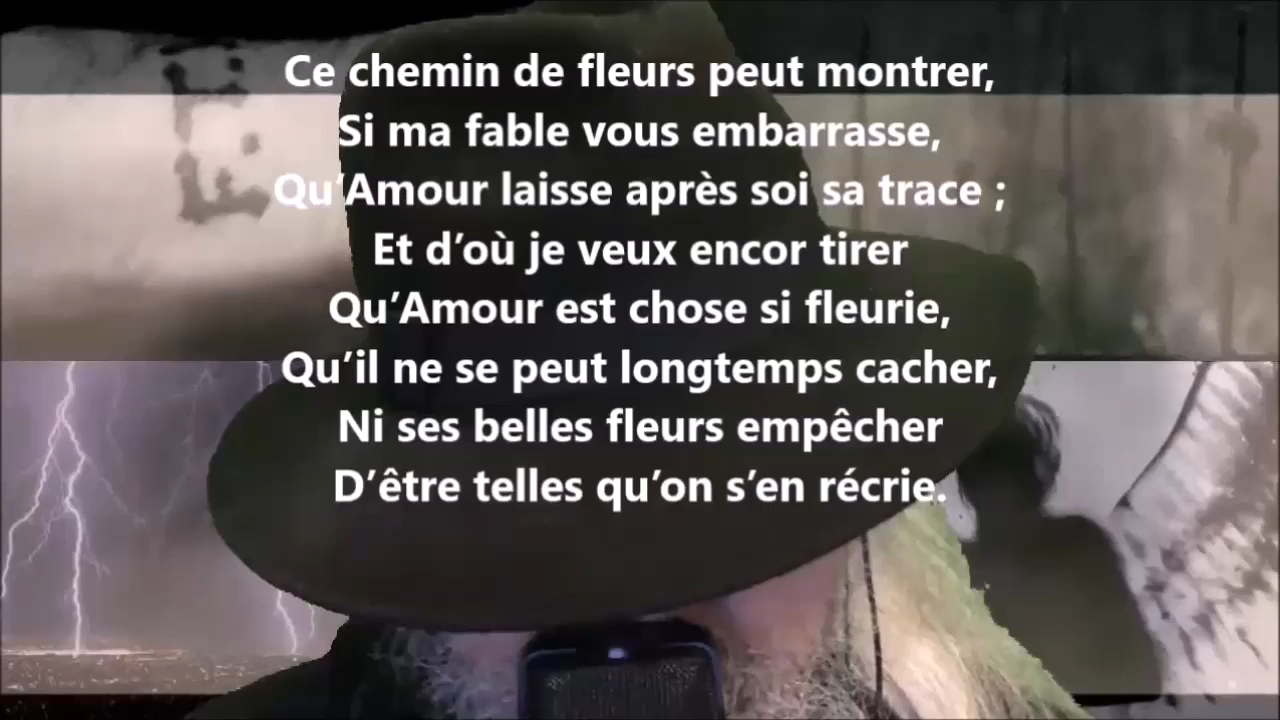 Ce chemin de fleurs peut montrer,
Si ma fable vous embarrasse,
Qu’Amour laisse après soi sa trace ;
Et d’où je veux encor tirer
Qu’Amour est chose si fleurie,
Qu’il ne se peut longtemps cacher,
Ni ses belles fleurs empêcher
D’être telles qu’on s’en récrie.